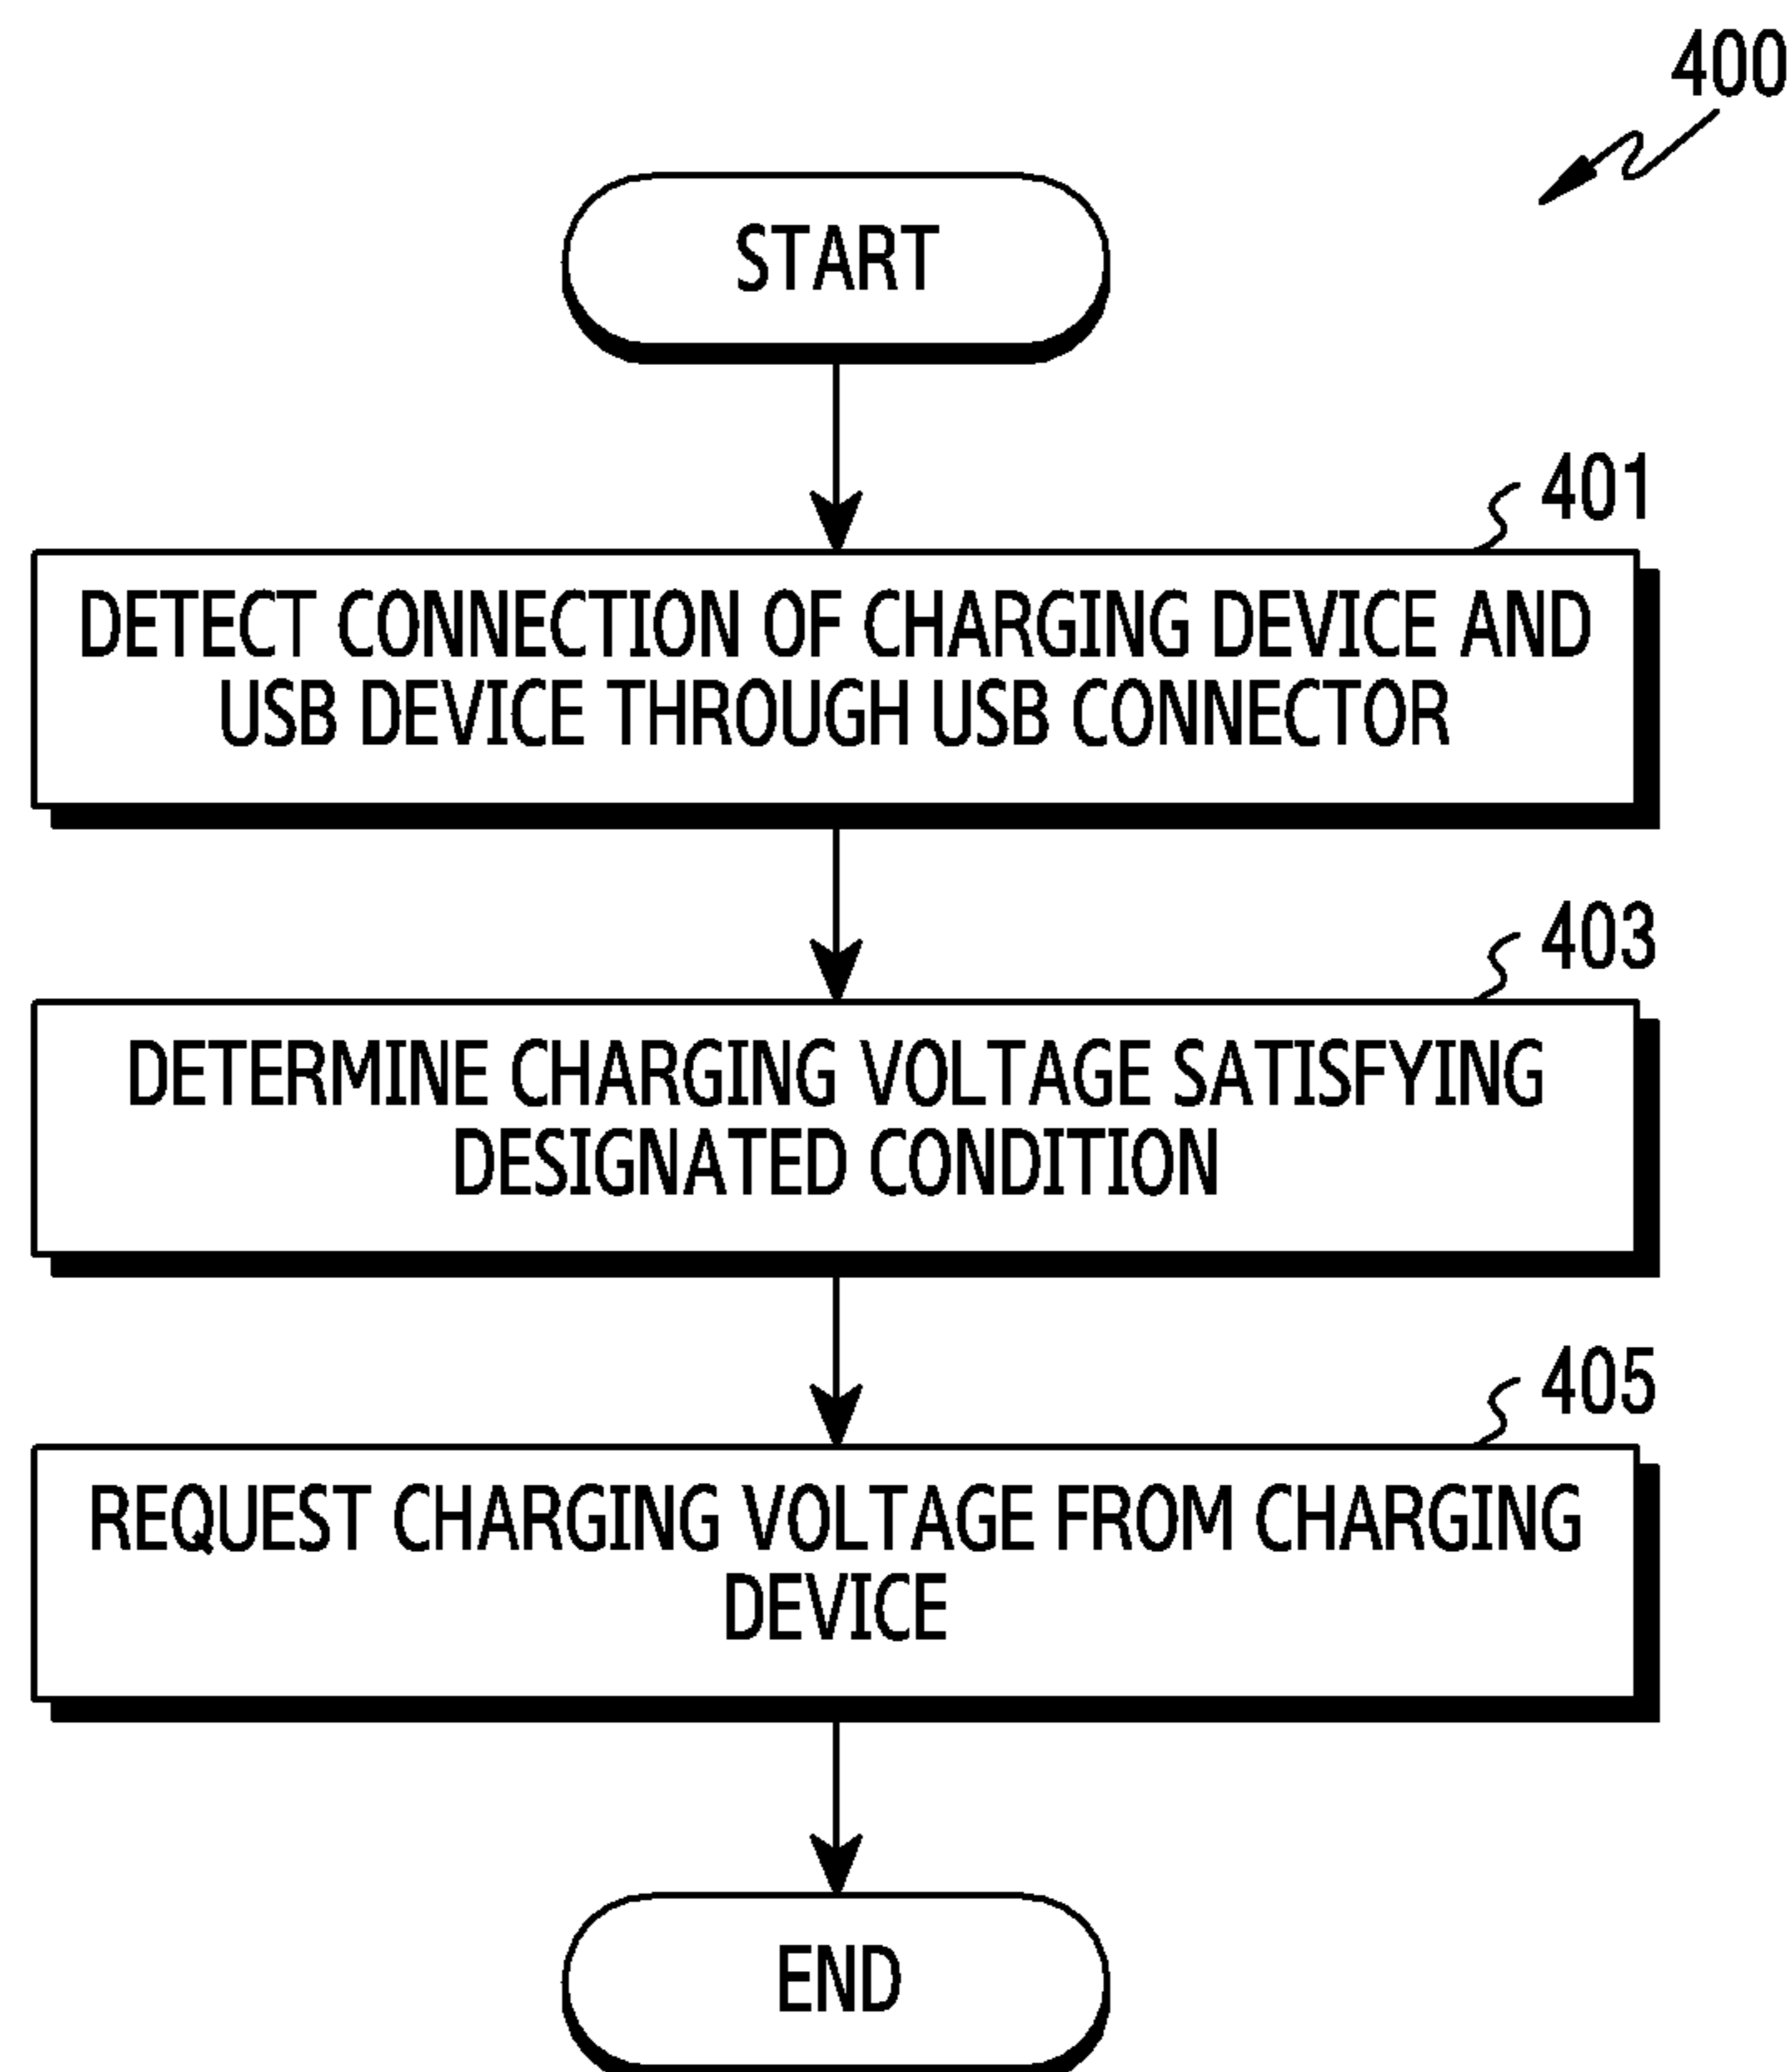 400
START
401
DETECT CONNECTION OF CHARGING DEVICE AND
USB DEVICE THROUGH USB CONNECTOR
403
DETERMINE CHARGING VOLTAGE SATISFYING
DESIGNATED CONDITION
405
REQUEST CHARGING VOLTAGE FROM CHARGING
DEVICE
END